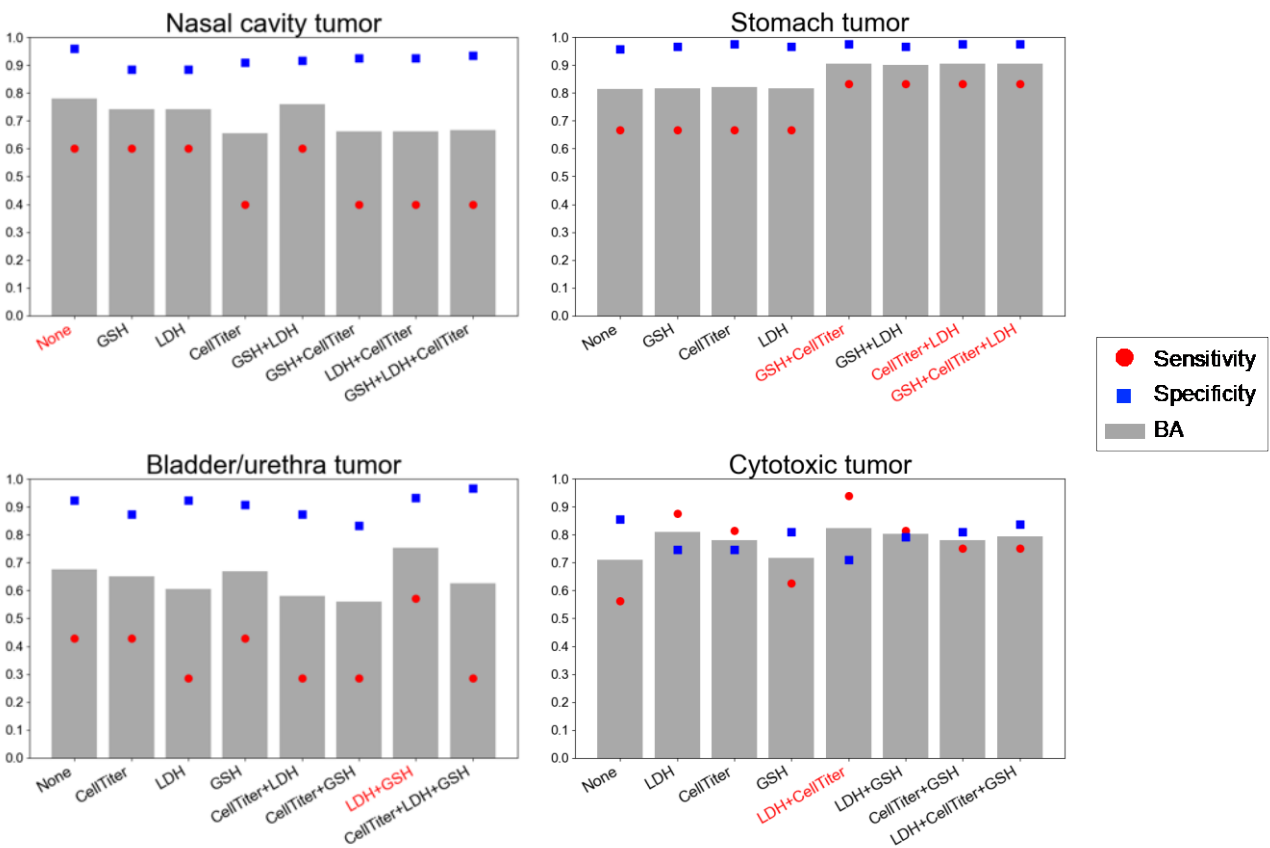 Nasal cavity tumor
1.0
0.9
0.8
0.7
0.6
0.5
0.4
0.3
0.2
0.1
0.0
None
GSH
LDH
CellTiter
GSH+LDH
GSH+CellTiter
LDH+CellTiter
GSH+LDH+CellTiter
Stomach tumor
1.0
0.9
0.8
0.7
0.6
0.5
0.4
0.3
0.2
0.1
0.0
None
GSH
CellTiter
LDH
GSH+CellTiter
GSH+LDH
CellTiter+LDH
GSH+CellTiter+LDH
Sensitivity
Specificity
BA
Bladder/urethra tumor
1.0
0.9
0.8
0.7
0.6
0.5
0.4
0.3
0.2
0.1
0.0
None
CellTiter
LDH
GSH
CellTiter+LDH
CellTiter+GSH
LDH+GSH
CellTiter+LDH+GSH
Cytotoxic tumor
1.0
0.9
0.8
0.7
0.6
0.5
0.4
0.3
0.2
0.1
0.0
None
LDH
CellTiter
GSH
LDH+CellTiter
LDH+GSH
CellTiter+GSH
LDH+CellTiter+GSH